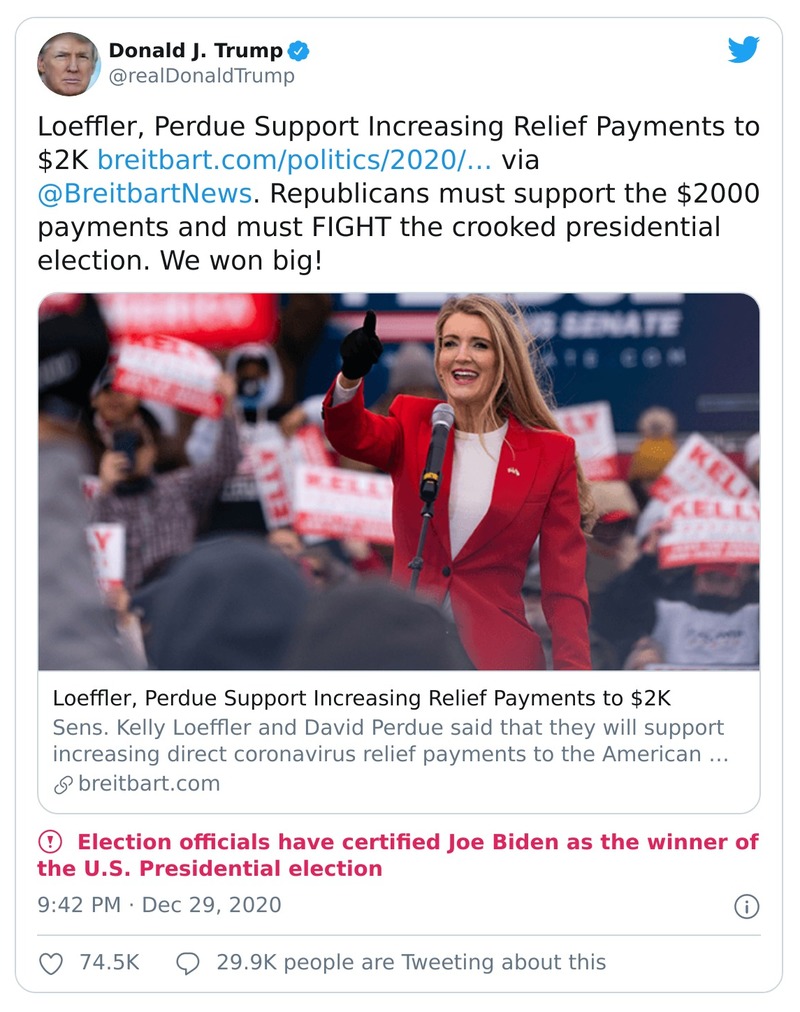 Donald J. Trump
@realDonaldTrump
Loeffler, Perdue Support Increasing Relief Payments to
$2K breitbart.com/politics/2020/… via
@BreitbartNews. Republicans must support the $2000
payments and must FIGHT the crooked presidential
election. We won big!
SENATE
KELLY
KELLY
KELLY
KELLY
Loeffler, Perdue Support Increasing Relief Payments to $2K
Sens. Kelly Loeffler and David Perdue said that they will support
increasing direct coronavirus relief payments to the American …
breitbart.com
Election officials have certified Joe Biden as the winner of
the U.S. Presidential election
9:42 PM · Dec 29, 2020
74.5K 29.9K people are Tweeting about this